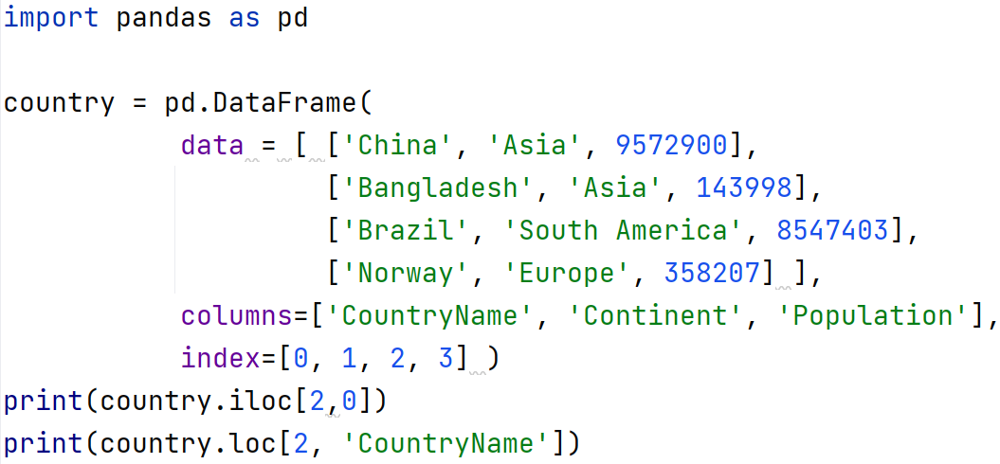 import pandas as pd
country = pd.DataFrame(
data = [ ['China', 'Asia', 9572900],
['Bangladesh', 'Asia', 143998],
['Brazil', 'South America', 8547403],
['Norway', 'Europe', 358207] ],
columns=['CountryName', 'Continent', 'Population'],
index=[0, 1, 2, 3] )
print(country.iloc[2,0])
print(country.loc[2, 'CountryName'])